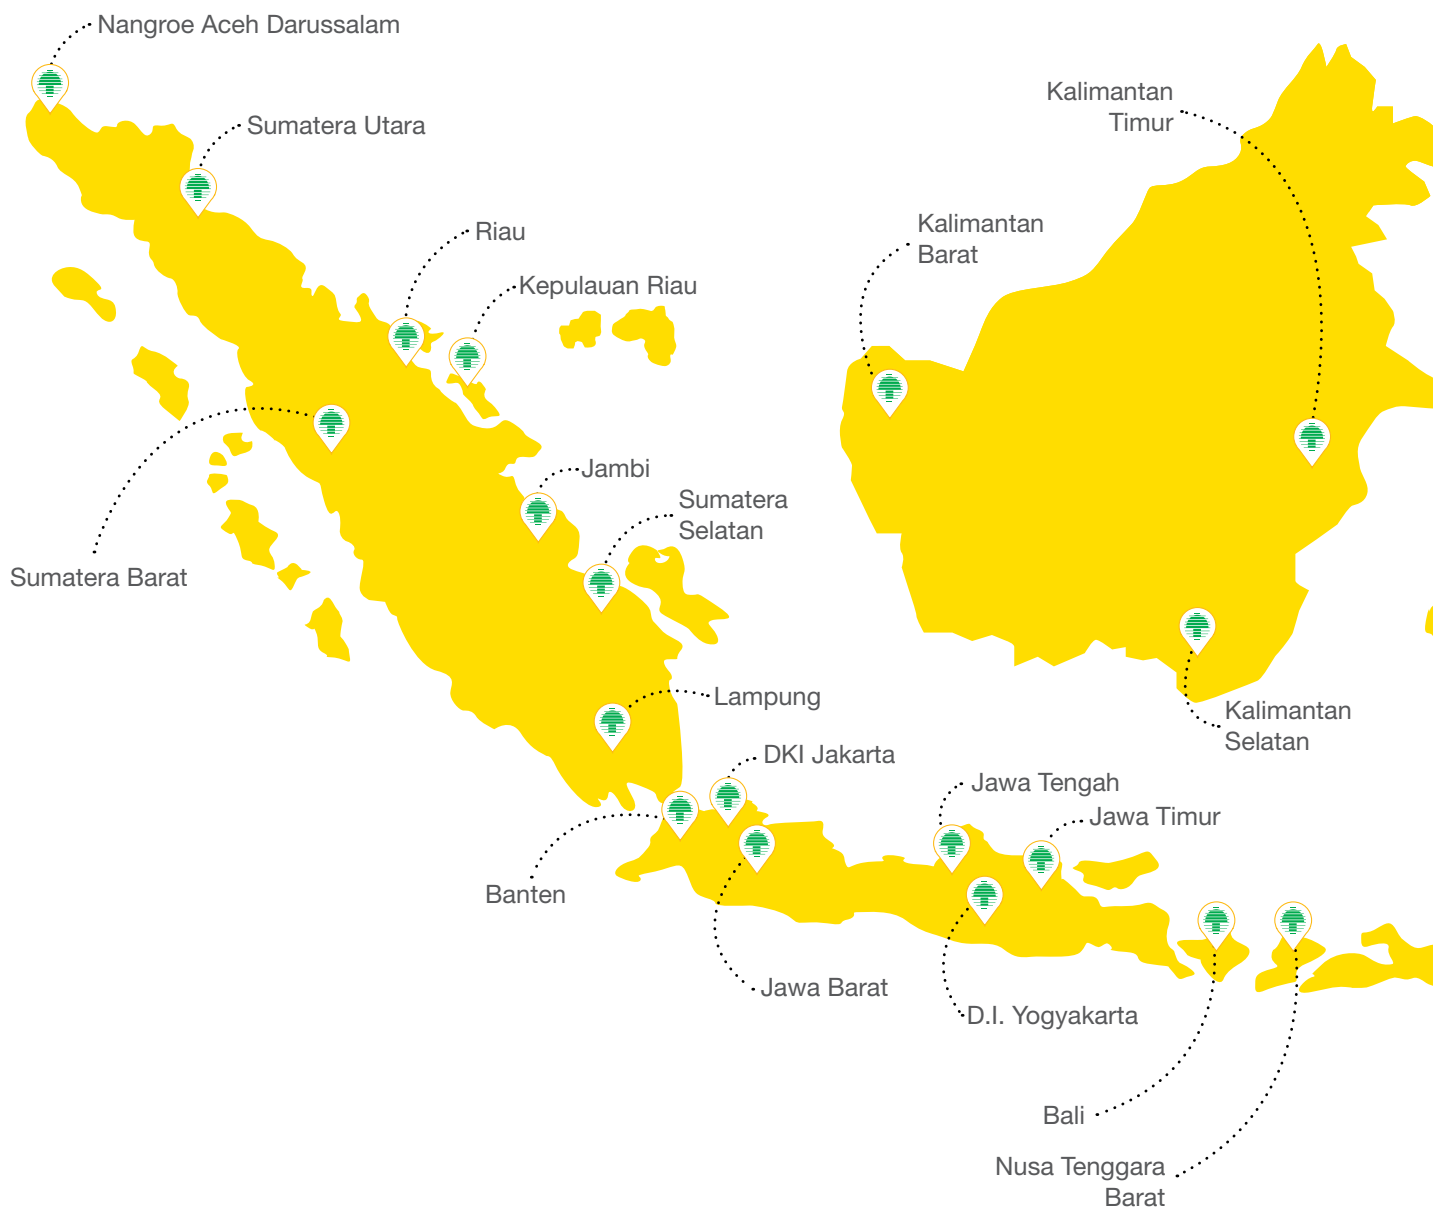 Nangroe Aceh Darussalam
Kalimantan
Timur
Sumatera Utara
Kalimantan
Barat
Riau
Kepulauan Riau
Jambi
Sumatera
Selatan
Sumatera Barat
Lampung
Kalimantan
Selatan
DKI Jakarta
Jawa Tengah
Jawa Timur
Banten
Jawa Barat
D.I. Yogyakarta
Bali
Nusa Tenggara
Barat